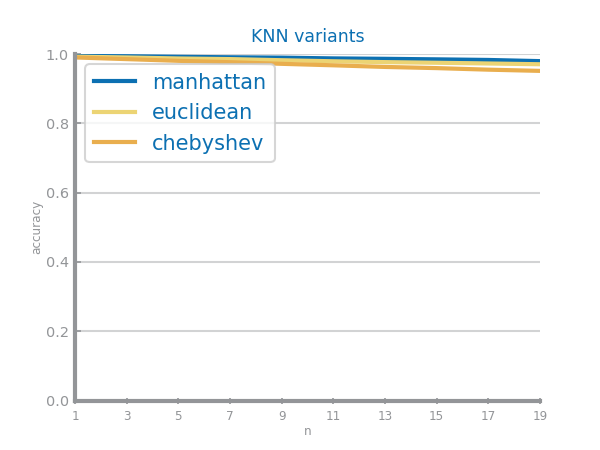 KNN variants
1.0
manhattan
euclidean
chebyshev
0.8
0.6
accuracy
0.4
0.2
0.0
1 3 5 7 9 11 13 15 17 19
n